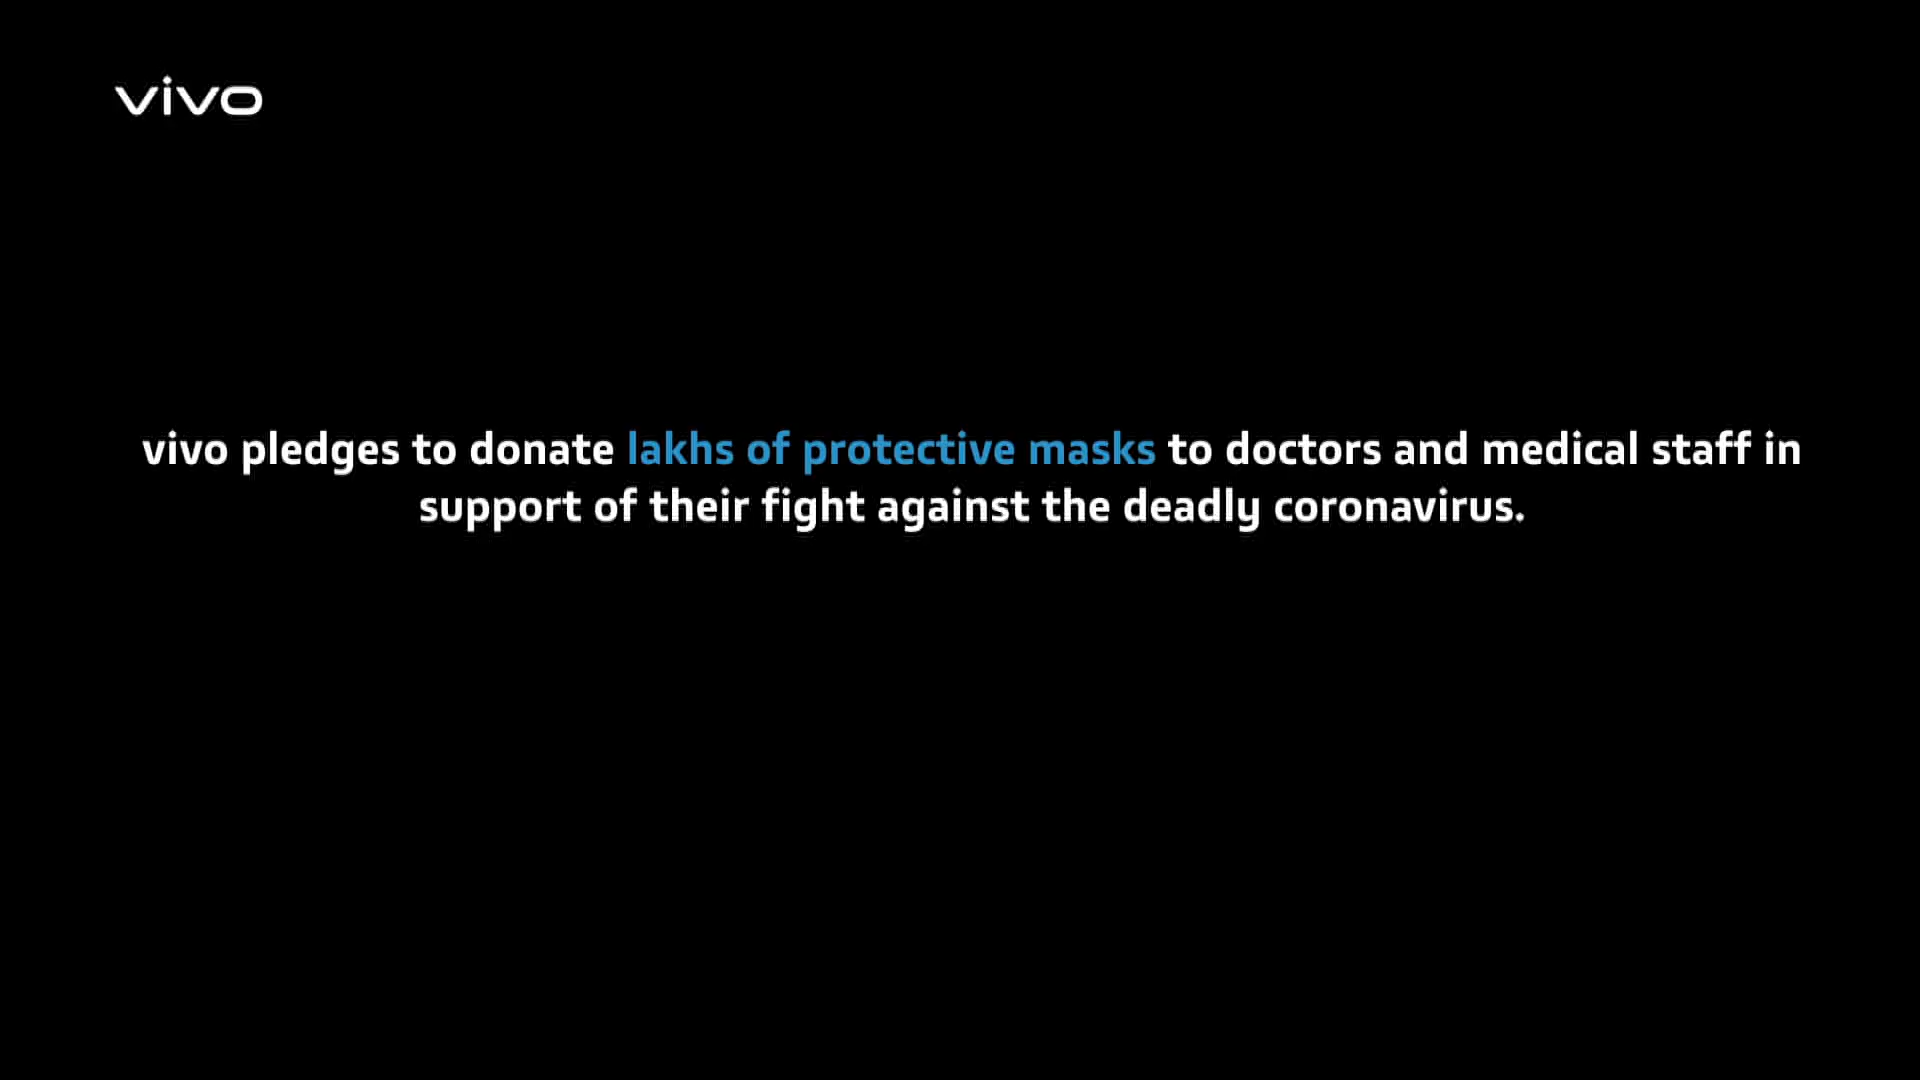 vivo
vivo pledges to donate lakhs of protective masks to doctors and medical staff in
support of their fight against the deadly coronavirus.